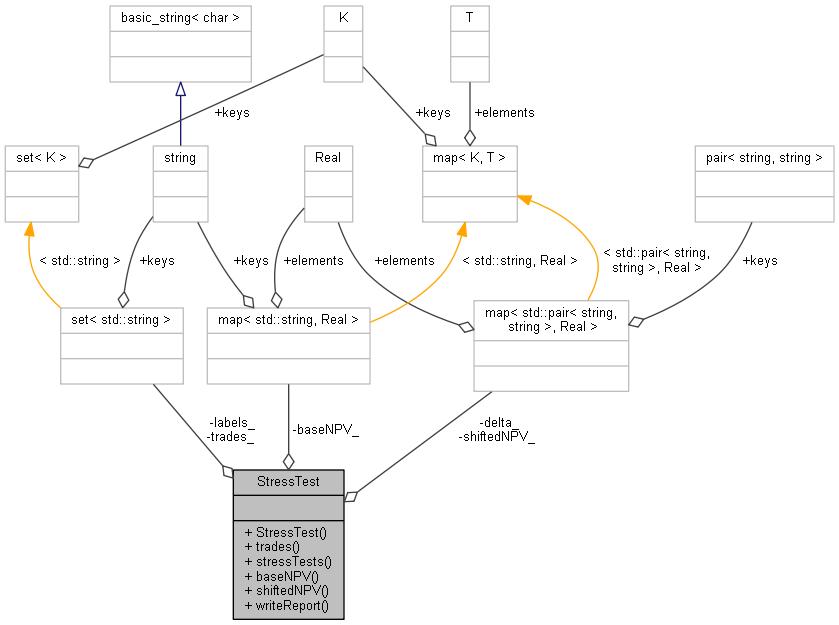 basic_string< char >
K
T
+keys
+keys
+elements
set< K >
string
Real
map< K, T >
pair< string, string >
< std::string >
+keys
+keys
+elements
+elements
< std::string, Real >
< std::pair< string,
string >, Real >
+keys
set< std::string >
map< std::string, Real >
map< std::pair< string,
string >, Real >
-labels_
-trades_
-baseNPV_
-delta_
-shiftedNPV_
StressTest
+ StressTest()
+ trades()
+ stressTests()
+ baseNPV()
+ shiftedNPV()
+ writeReport()